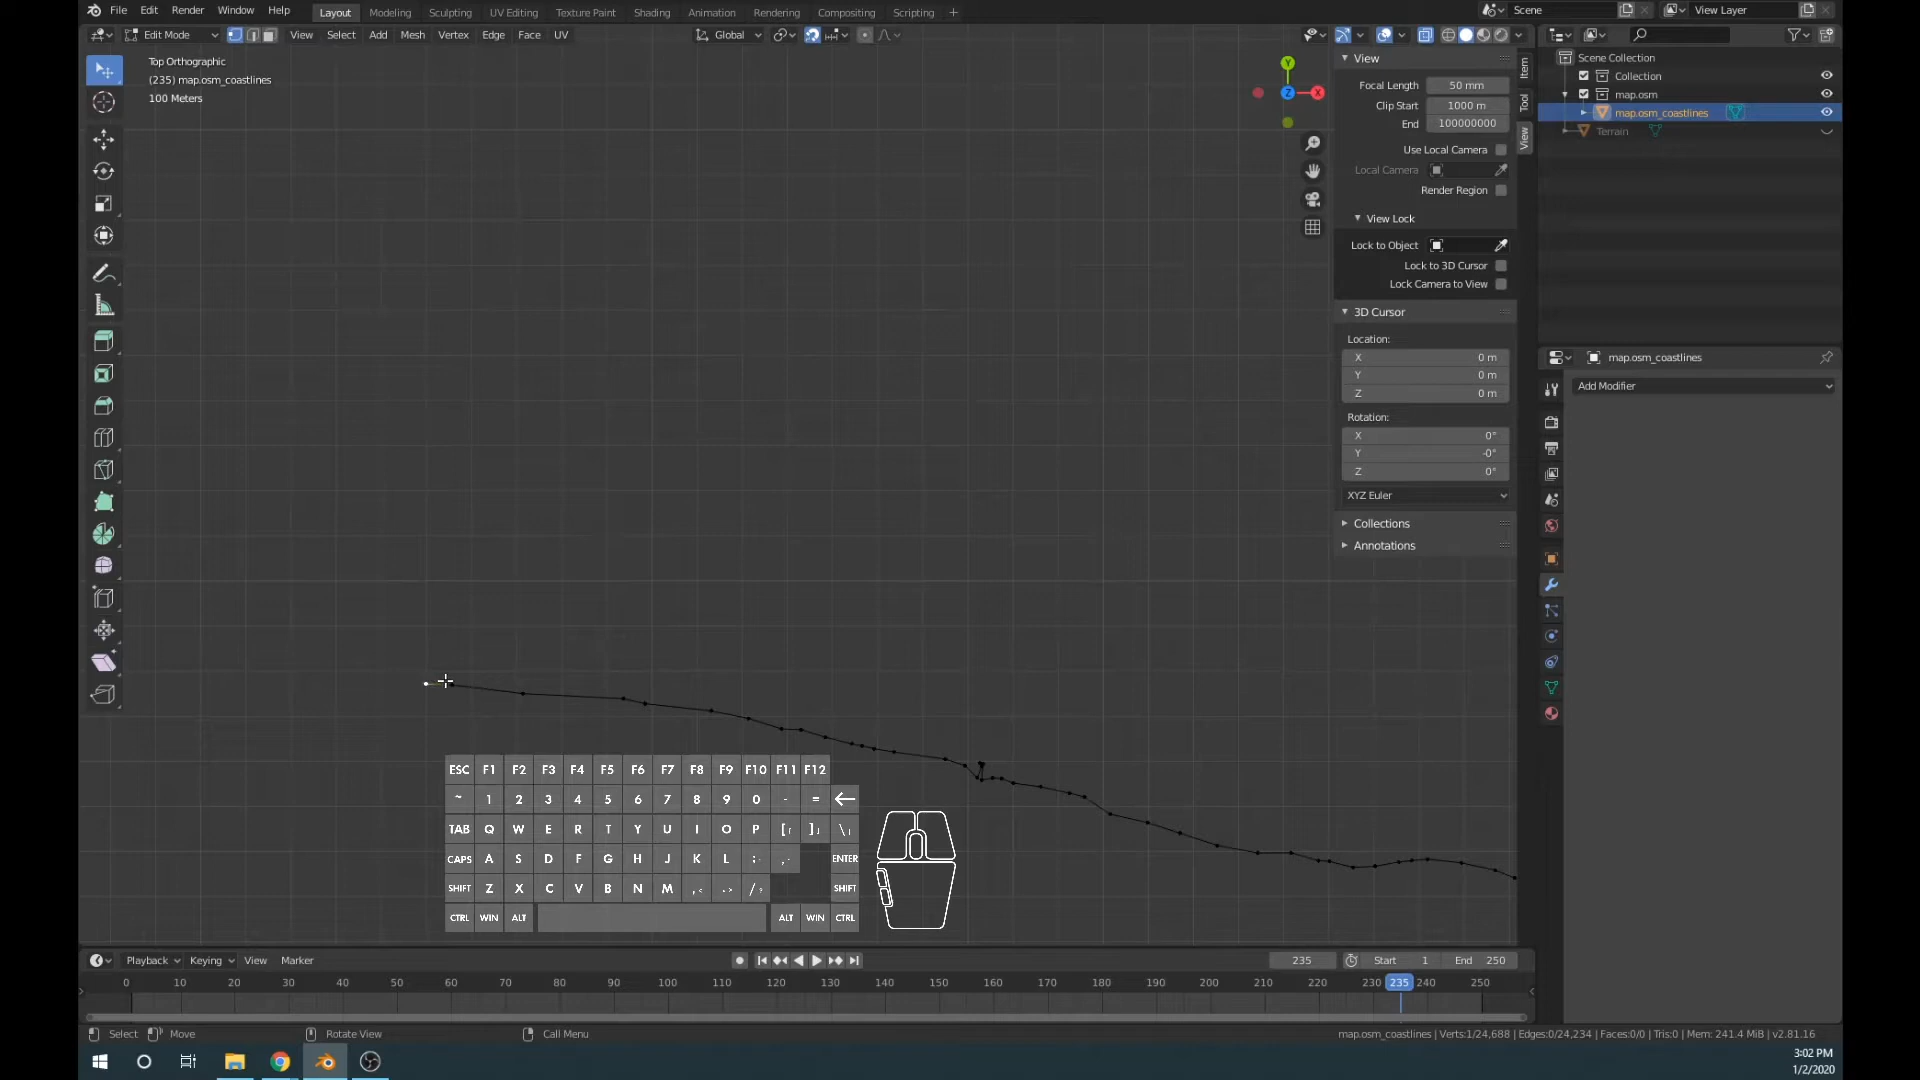 File Edit Render Window Help Layout Modeling Sculpting UV Editing Texture Paint Shading Animation Rendering Compositing Scripting + Scene View Layer
Edit Mode View Select Add Mesh Vertex Edge Face UV Global
Top Orthographic
(235) map.osm_coastlines
100 Meters
Y
Z
X
View
Focal Length 50 mm
Clip Start 1000 m
End 100000000
Use Local Camera
Local Camera
Render Region
View Lock
Lock to Object
Lock to 3D Cursor
Lock Camera to View
3D Cursor
Location:
X 0 m
Y 0 m
Z 0 m
Rotation:
X 0°
Y -0°
Z 0°
XYZ Euler
Collections
Annotations
Item
Tool
View
Scene Collection
Collection
map.osm
map.osm_coastlines
Terrain
map.osm_coastlines
Add Modifier
ESC F1 F2 F3 F4 F5 F6 F7 F8 F9 F10 F11 F12
~ 1 2 3 4 5 6 7 8 9 0 - =
TAB Q W E R T Y U I O P [ ] \
CAPS A S D F G H J K L ; ENTER
SHIFT Z X C V B N M , . / SHIFT
CTRL WIN ALT ALT WIN CTRL
Playback Keying View Marker 235 Start 1 End 250
0 10 20 30 40 50 60 70 80 90 100 110 120 130 140 150 160 170 180 190 200 210 220 230 235 240 250
Select Move Rotate View Call Menu map.osm_coastlines | Verts:1/24,688 | Edges:0/24,234 | Faces:0/0 | Tris:0 | Mem: 241.4 MiB | v2.81.16
3:02 PM
1/2/2020